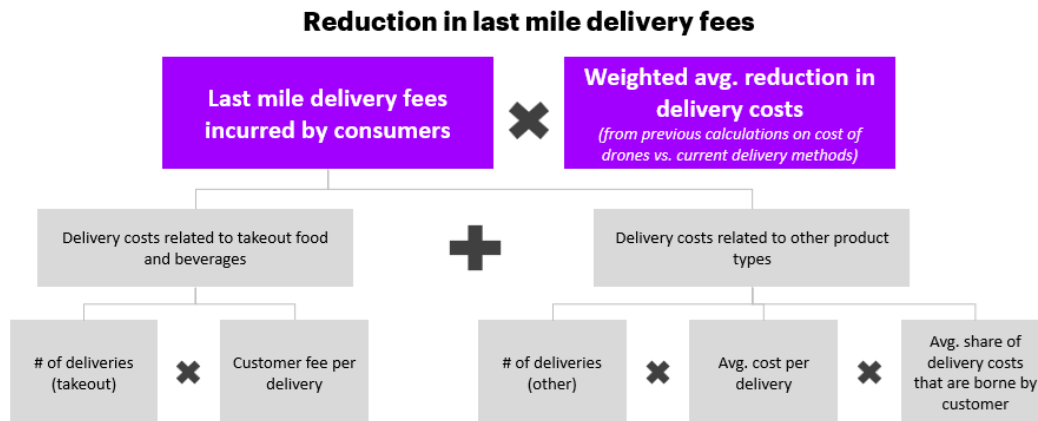 Reduction in last mile delivery fees
Last mile delivery fees
incurred by consumers
Weighted avg. reduction in
delivery costs
(from previous calculations on cost of
drones vs. current delivery methods)
Delivery costs related to takeout food
and beverages
Delivery costs related to other product
types
# of deliveries
(takeout)
Customer fee per
delivery
# of deliveries
(other)
Avg. cost per
delivery
Avg. share of
delivery costs
that are borne by
customer